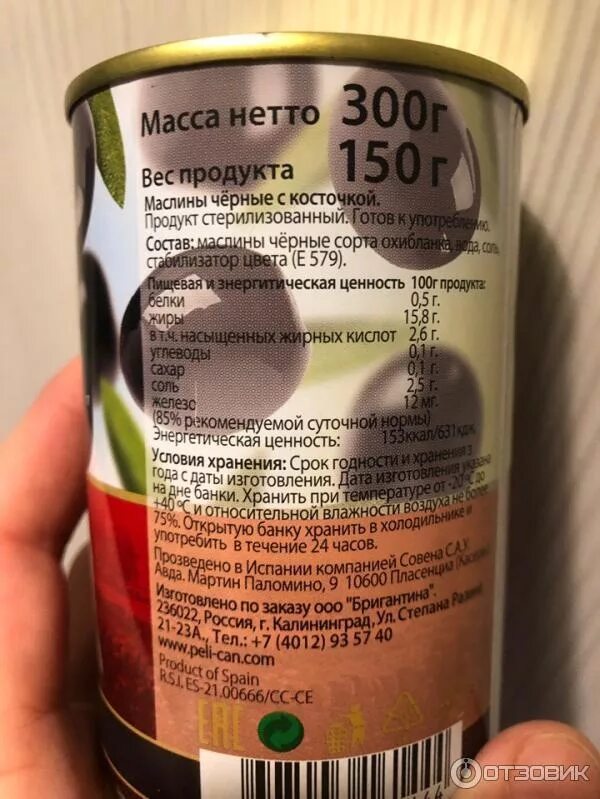 Масса нетто 300г
Вес продукта 150г
Маслины чёрные с косточкой.
Продукт стерилизованный. Готов к употреблению.
Состав: маслины чёрные сорта охибланка, вода, соль,
стабилизатор цвета (Е 579).
Пищевая и энергитическая ценность 100г продукта:
белки 0,5 г.
жиры 15,8 г.
в т.ч. насыщенных жирных кислот 2,6 г.
углеводы 0,1 г.
сахар 0,1 г.
соль 2,5 г.
железо 12 мг.
(85% рекомендуемой суточной нормы)
Энергетическая ценность: 153ккал/631кдж.
Условия хранения: Срок годности и хранения 3
года с даты изготовления. Дата изготовления указана
на дне банки. Хранить при температуре от -20 °C до
+40 °C и относительной влажности воздуха не более
75%. Открытую банку хранить в холодильнике и
употребить в течение 24 часов.
Прозведено в Испании компанией Совена С.А.У.
Авда. Мартин Паломино, 9 10600 Пласенциа
Изготовлено по заказу ооо "Бригантина".
236022, Россия, г. Калининград, Ул. Степана Разина
21-23А., Тел.: +7 (4012) 93 57 40
www.peli-can.com
Product of Spain
R.S.I. ES-21.00666/CC-CE
EAC
ОТЗОВИК